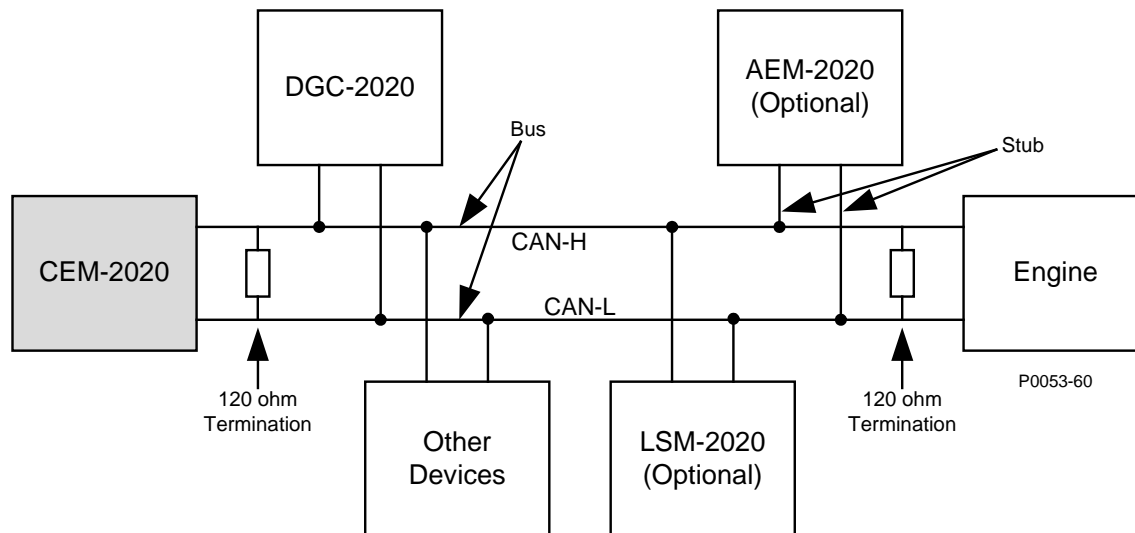 DGC-2020
AEM-2020
(Optional)
Bus
Stub
CAN-H
CEM-2020
Engine
CAN-L
P0053-60
120 ohm
Termination
120 ohm
Termination
Other
Devices
LSM-2020
(Optional)